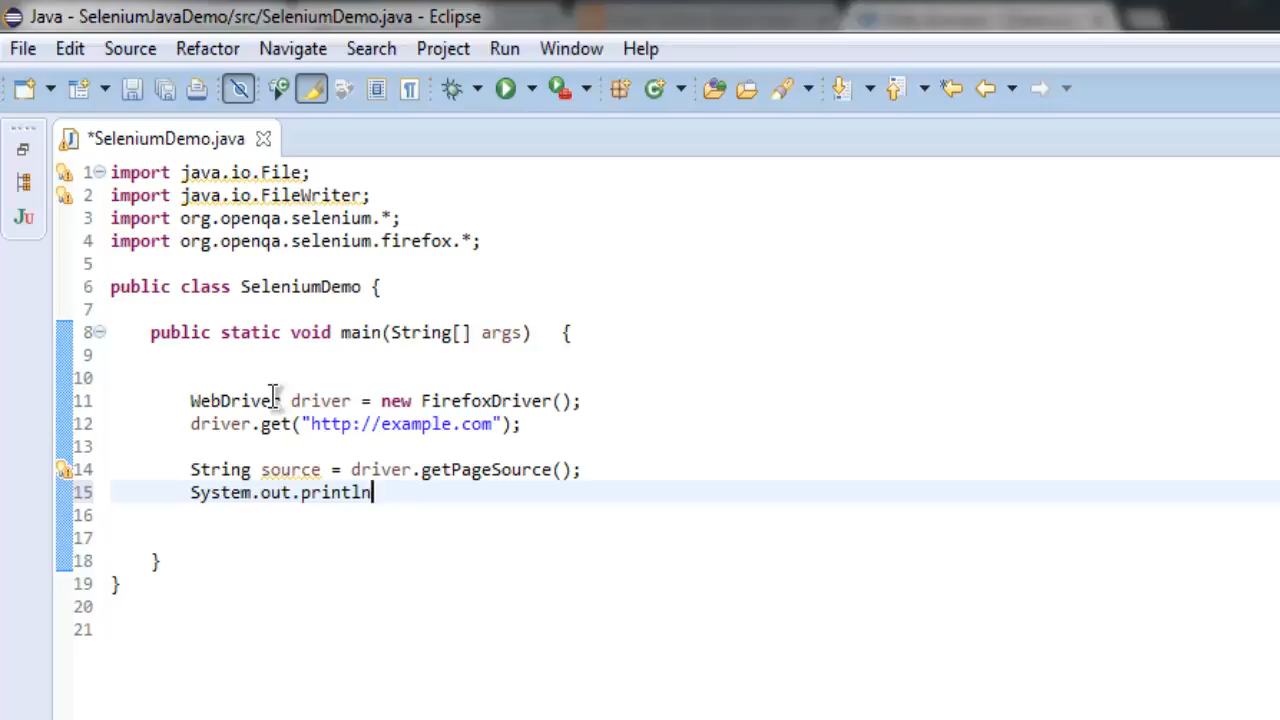 Java - SeleniumJavaDemo/src/SeleniumDemo.java - Eclipse
File Edit Source Refactor Navigate Search Project Run Window Help
*SeleniumDemo.java
1 import java.io.File;
2 import java.io.FileWriter;
3 import org.openqa.selenium.*;
4 import org.openqa.selenium.firefox.*;
5
6 public class SeleniumDemo {
7
8 public static void main(String[] args) {
9
10
11 WebDriver driver = new FirefoxDriver();
12 driver.get("http://example.com");
13
14 String source = driver.getPageSource();
15 System.out.println
16
17
18 }
19 }
20
21
JU